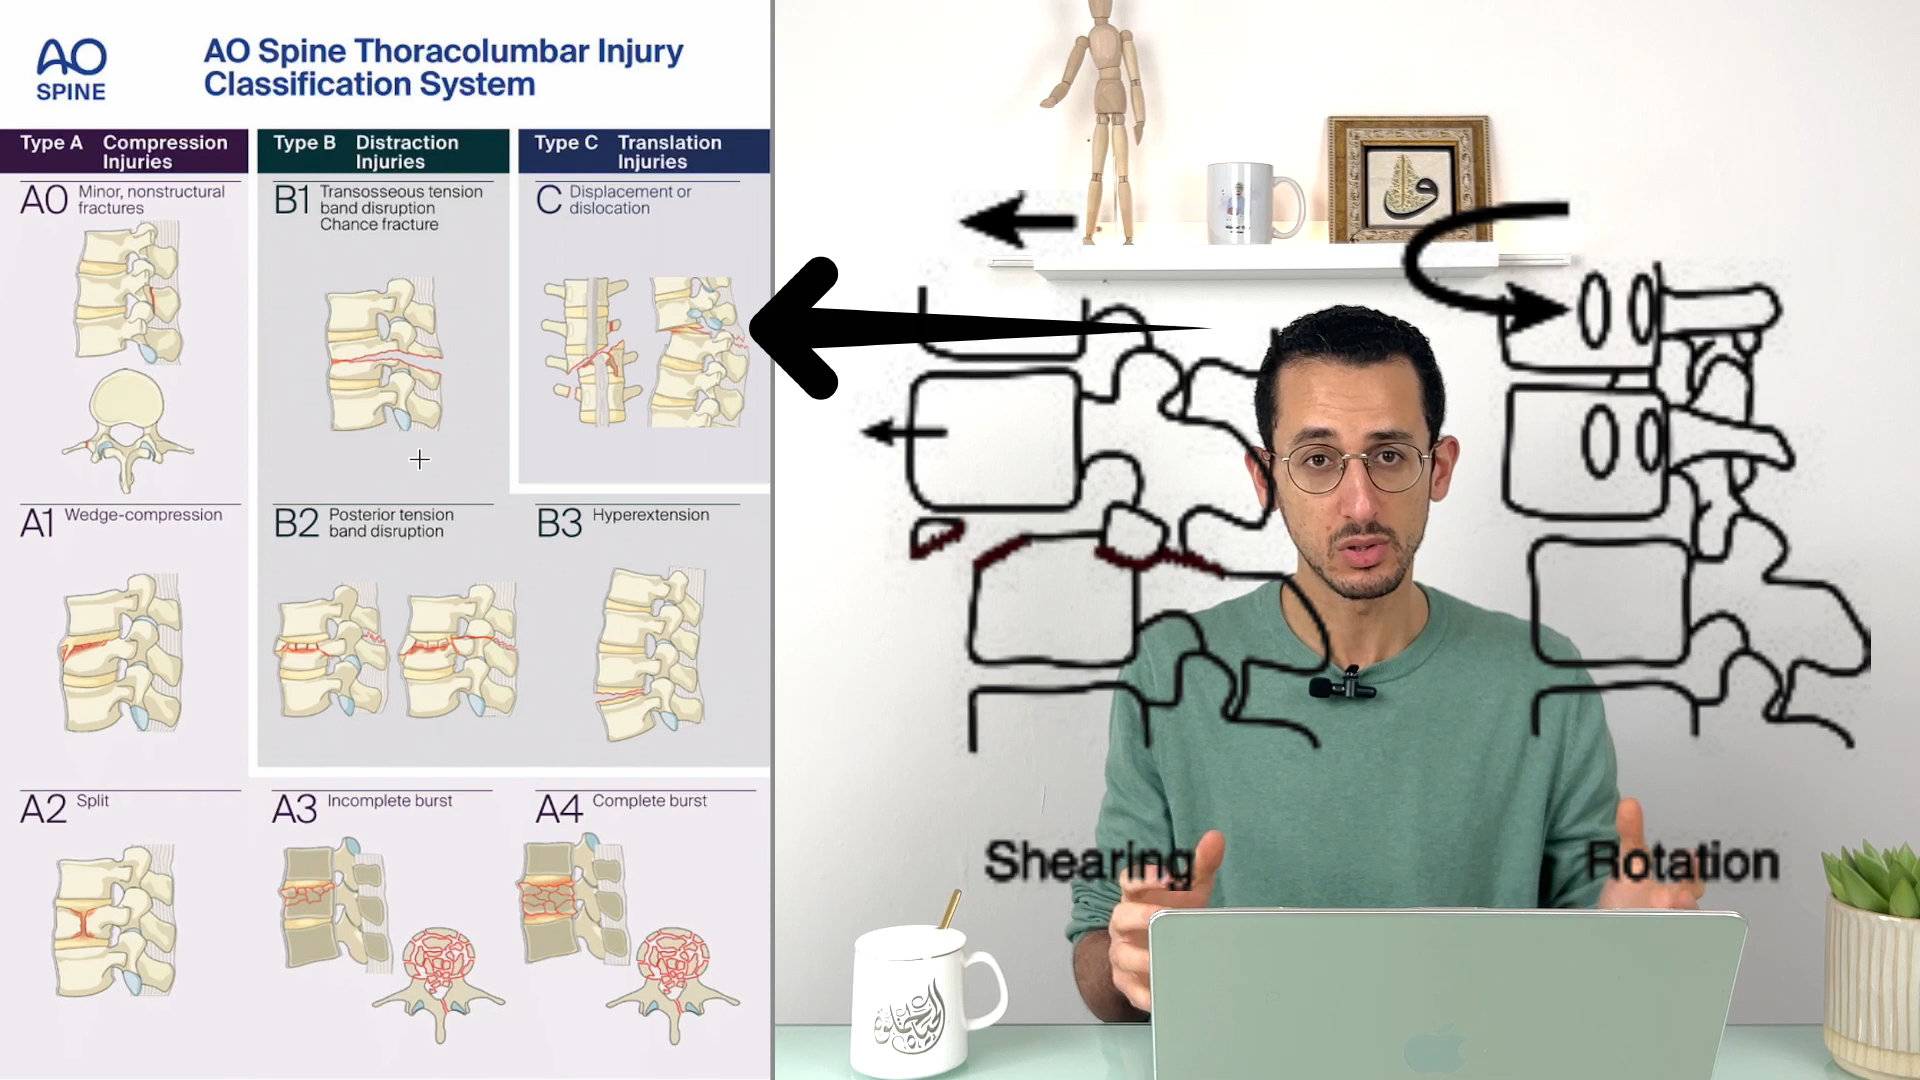 AO
SPINE
AO Spine Thoracolumbar Injury
Classification System
Type A Compression
Injuries
Type B Distraction
Injuries
Type C Translation
Injuries
A0 Minor, nonstructural
fractures
B1 Transosseous tension
band disruption
Chance fracture
C Displacement or
dislocation
A1 Wedge-compression
B2 Posterior tension
band disruption
B3 Hyperextension
A2 Split
A3 Incomplete burst
A4 Complete burst
Shearing
Rotation
و